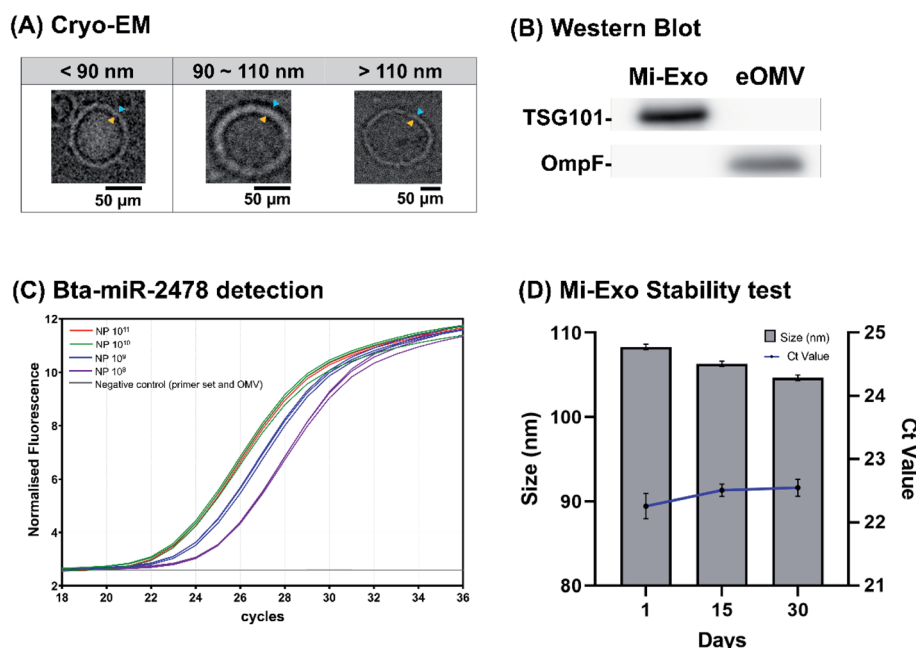 (A) Cryo-EM
< 90 nm
90 ~ 110 nm
> 110 nm
50 µm
50 µm
50 µm
(B) Western Blot
Mi-Exo
eOMV
TSG101-
OmpF-
(C) Bta-miR-2478 detection
Normalised Fluorescence
12
10
8
6
4
2
NP 10¹¹
NP 10¹⁰
NP 10⁹
NP 10⁸
Negative control (primer set and OMV)
18
20
22
24
26
28
30
32
34
36
cycles
(D) Mi-Exo Stability test
Size (nm)
110
100
90
80
Size (nm)
Ct Value
25
24
23
22
21
Ct Value
1
15
30
Days